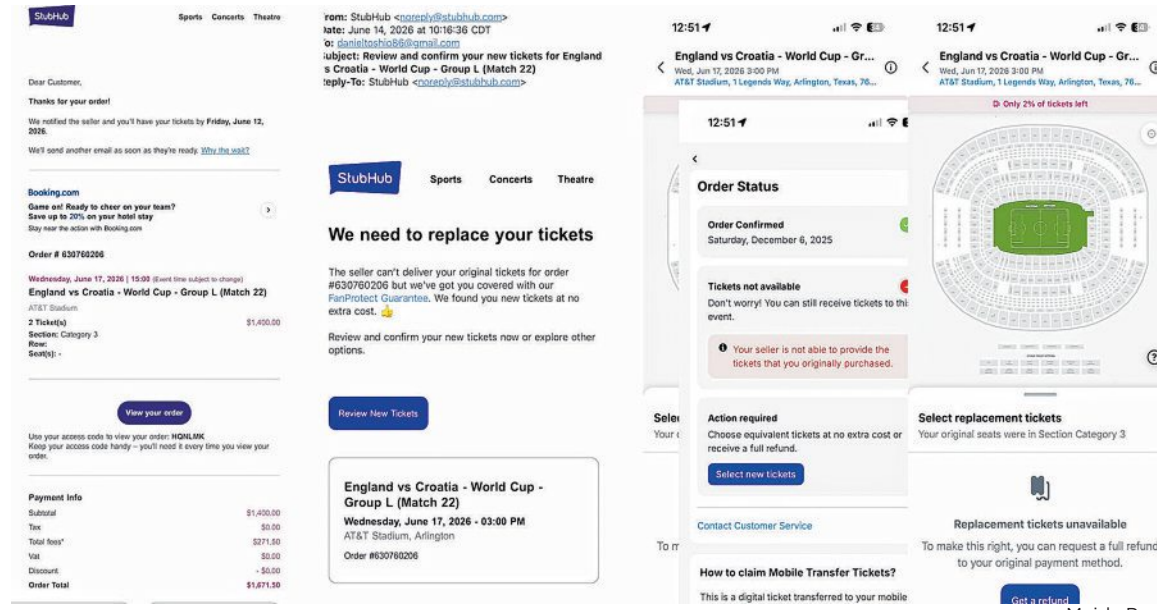 StubHub
Sports Concerts Theatre
Dear Customer,
Thanks for your order!
We notified the seller and you'll have your tickets by Friday, June 12,
2026.
We'll send another email as soon as they're ready. Why the wait?
Booking.com
Game on! Ready to cheer on your team?
Save up to 20% on your hotel stay
Stay near the action with Booking.com
Order # 630760206
Wednesday, June 17, 2026 | 15:00 (Event time subject to change)
England vs Croatia - World Cup - Group L (Match 22)
AT&T Stadium
2 Ticket(s) $1,400.00
Section: Category 3
Row:
Seat(s): -
View your order
Use your access code to view your order: HQNLMK
Keep your access code handy – you'll need it every time you view your
order.
Payment Info
Subtotal $1,400.00
Tax $0.00
Total fees* $271.50
Vat $0.00
Discount - $0.00
Order Total $1,671.50
rom: StubHub <noreply@stubhub.com>
ate: June 14, 2026 at 10:16:36 CDT
o: danieltoshio86@gmail.com
ubject: Review and confirm your new tickets for England
s Croatia - World Cup - Group L (Match 22)
eply-To: StubHub <noreply@stubhub.com>
StubHub
Sports Concerts Theatre
We need to replace your tickets
The seller can't deliver your original tickets for order
#630760206 but we've got you covered with our
FanProtect Guarantee. We found you new tickets at no
extra cost. 👍
Review and confirm your new tickets now or explore other
options.
Review New Tickets
England vs Croatia - World Cup -
Group L (Match 22)
Wednesday, June 17, 2026 - 03:00 PM
AT&T Stadium, Arlington
Order #630760206
12:51
England vs Croatia - World Cup - Gr...
Wed, Jun 17, 2026 3:00 PM
AT&T Stadium, 1 Legends Way, Arlington, Texas, 76...
12:51
Order Status
Order Confirmed
Saturday, December 6, 2025
Tickets not available
Don't worry! You can still receive tickets to this
event.
Your seller is not able to provide the
tickets that you originally purchased.
Action required
Choose equivalent tickets at no extra cost or
receive a full refund.
Select new tickets
Contact Customer Service
How to claim Mobile Transfer Tickets?
This is a digital ticket transferred to your mobile
Selec
Your
To m
12:51
England vs Croatia - World Cup - Gr...
Wed, Jun 17, 2026 3:00 PM
AT&T Stadium, 1 Legends Way, Arlington, Texas, 76...
Only 2% of tickets left
Select replacement tickets
Your original seats were in Section Category 3
Replacement tickets unavailable
To make this right, you can request a full refund
to your original payment method.
Get a refund